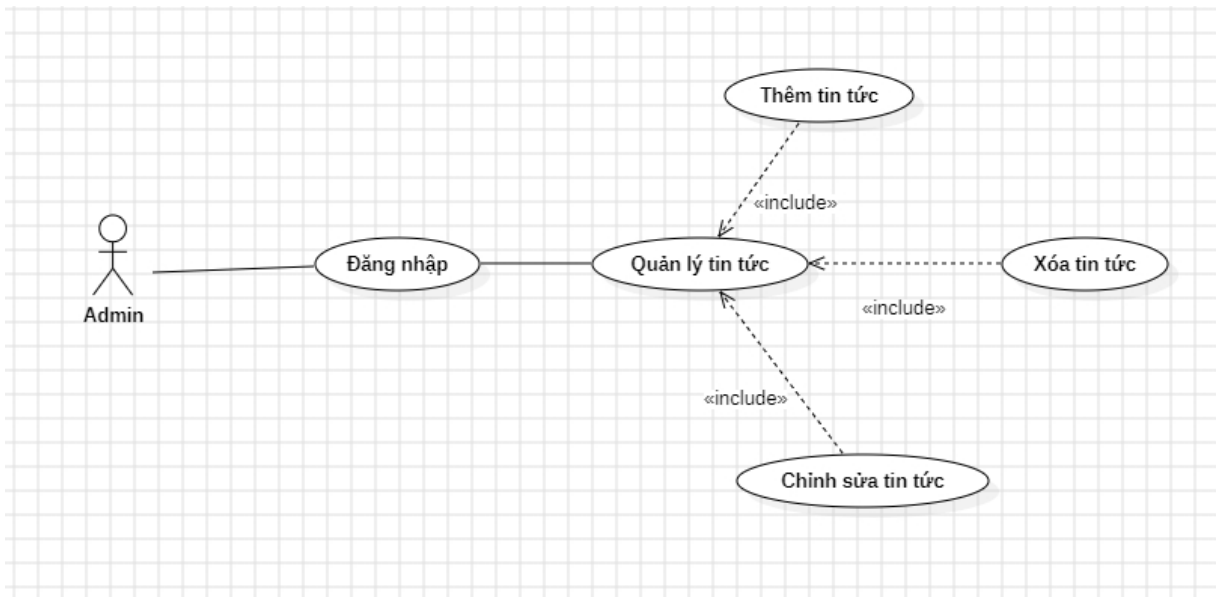 Thêm tin tức
«include»
Đăng nhập
Quản lý tin tức
Xóa tin tức
Admin
«include»
«include»
Chỉnh sửa tin tức